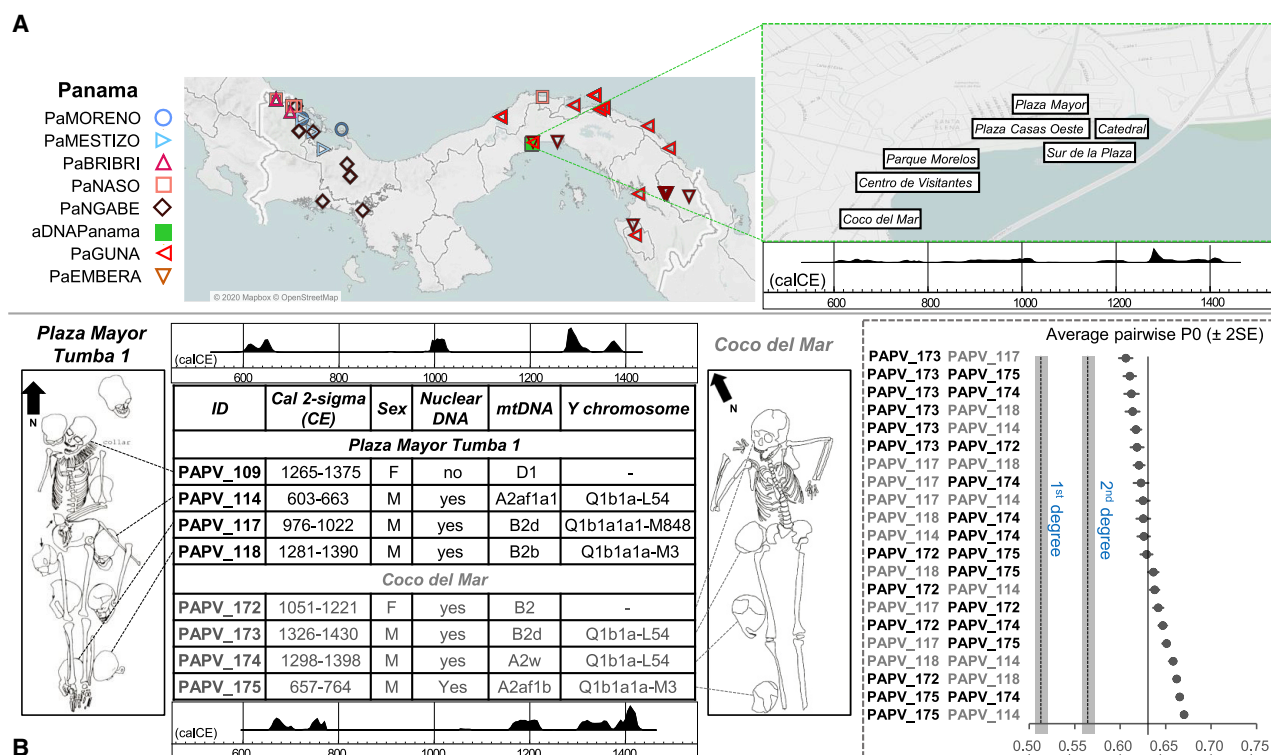 A
Panama
PaMORENO
PaMESTIZO
PaBRIBRI
PaNASO
PaNGABE
aDNAPanama
PaGUNA
PaEMBERA
© 2020 Mapbox © OpenStreetMap
Plaza Mayor
Plaza Casas Oeste
Catedral
Sur de la Plaza
Parque Morelos
Centro de Visitantes
Coco del Mar
(calCE)
600 800 1000 1200 1400
Plaza Mayor
Tumba 1
N
collar
(calCE)
600 800 1000 1200 1400
ID Cal 2-sigma (CE) Sex Nuclear DNA mtDNA Y chromosome
Plaza Mayor Tumba 1
PAPV_109 1265-1375 F no D1 -
PAPV_114 603-663 M yes A2af1a1 Q1b1a-L54
PAPV_117 976-1022 M yes B2d Q1b1a1a1-M848
PAPV_118 1281-1390 M yes B2b Q1b1a1a-M3
Coco del Mar
PAPV_172 1051-1221 F yes B2 -
PAPV_173 1326-1430 M yes B2d Q1b1a-L54
PAPV_174 1298-1398 M yes A2w Q1b1a-L54
PAPV_175 657-764 M Yes A2af1b Q1b1a1a-M3
(calCE)
600 800 1000 1200 1400
Coco del Mar
N
Average pairwise P0 (± 2SE)
PAPV_173 PAPV_117
PAPV_173 PAPV_175
PAPV_173 PAPV_174
PAPV_173 PAPV_118
PAPV_173 PAPV_114
PAPV_173 PAPV_172
PAPV_117 PAPV_118
PAPV_117 PAPV_174
PAPV_117 PAPV_114
PAPV_118 PAPV_174
PAPV_114 PAPV_174
PAPV_172 PAPV_175
PAPV_118 PAPV_175
PAPV_172 PAPV_114
PAPV_117 PAPV_172
PAPV_172 PAPV_174
PAPV_117 PAPV_175
PAPV_118 PAPV_114
PAPV_172 PAPV_118
PAPV_175 PAPV_174
PAPV_175 PAPV_114
1st degree
2nd degree
0.50 0.55 0.60 0.65 0.70 0.75
B